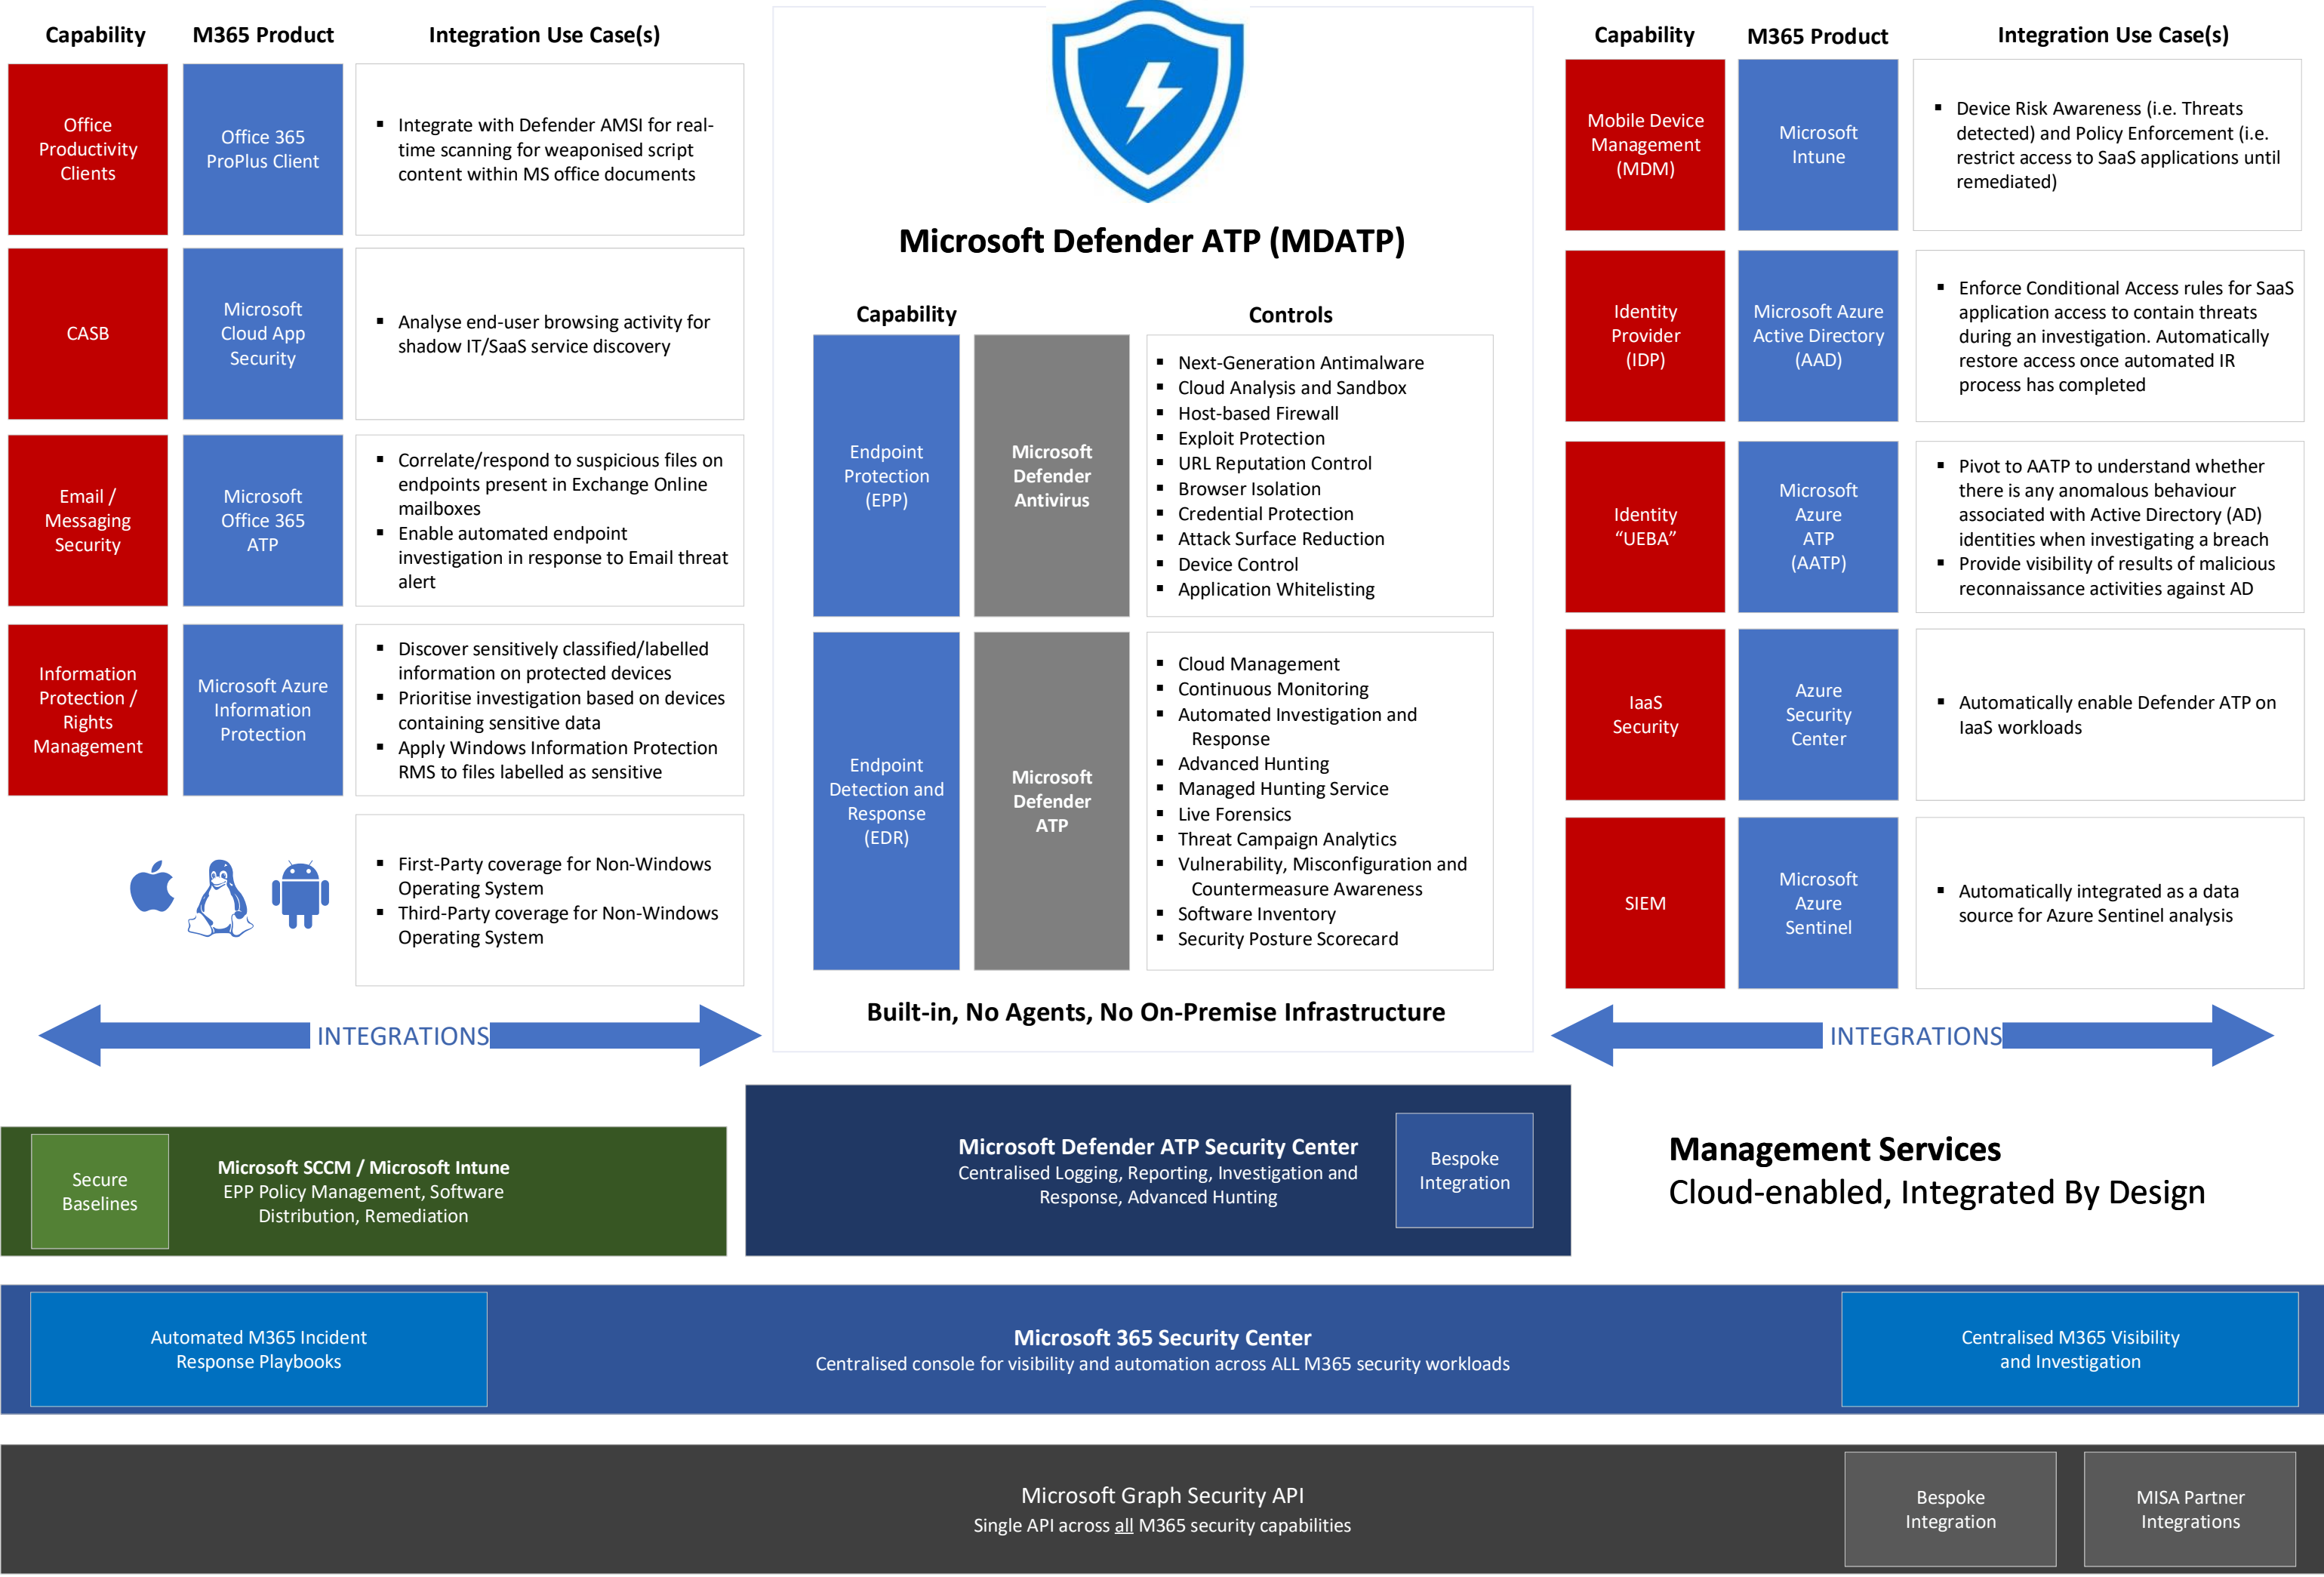 Capability
M365 Product
Integration Use Case(s)
Office
Productivity
Clients
Office 365
ProPlus Client
▪ Integrate with Defender AMSI for real-
time scanning for weaponised script
content within MS office documents
CASB
Microsoft
Cloud App
Security
▪ Analyse end-user browsing activity for
shadow IT/SaaS service discovery
Email /
Messaging
Security
Microsoft
Office 365
ATP
▪ Correlate/respond to suspicious files on
endpoints present in Exchange Online
mailboxes
▪ Enable automated endpoint
investigation in response to Email threat
alert
Information
Protection /
Rights
Management
Microsoft Azure
Information
Protection
▪ Discover sensitively classified/labelled
information on protected devices
▪ Prioritise investigation based on devices
containing sensitive data
▪ Apply Windows Information Protection
RMS to files labelled as sensitive
▪ First-Party coverage for Non-Windows
Operating System
▪ Third-Party coverage for Non-Windows
Operating System
INTEGRATIONS
Microsoft Defender ATP (MDATP)
Capability
Controls
Endpoint
Protection
(EPP)
Microsoft
Defender
Antivirus
▪ Next-Generation Antimalware
▪ Cloud Analysis and Sandbox
▪ Host-based Firewall
▪ Exploit Protection
▪ URL Reputation Control
▪ Browser Isolation
▪ Credential Protection
▪ Attack Surface Reduction
▪ Device Control
▪ Application Whitelisting
Endpoint
Detection and
Response
(EDR)
Microsoft
Defender
ATP
▪ Cloud Management
▪ Continuous Monitoring
▪ Automated Investigation and
Response
▪ Advanced Hunting
▪ Managed Hunting Service
▪ Live Forensics
▪ Threat Campaign Analytics
▪ Vulnerability, Misconfiguration and
Countermeasure Awareness
▪ Software Inventory
▪ Security Posture Scorecard
Built-in, No Agents, No On-Premise Infrastructure
Capability
M365 Product
Integration Use Case(s)
Mobile Device
Management
(MDM)
Microsoft
Intune
▪ Device Risk Awareness (i.e. Threats
detected) and Policy Enforcement (i.e.
restrict access to SaaS applications until
remediated)
Identity
Provider
(IDP)
Microsoft Azure
Active Directory
(AAD)
▪ Enforce Conditional Access rules for SaaS
application access to contain threats
during an investigation. Automatically
restore access once automated IR
process has completed
Identity
“UEBA”
Microsoft
Azure
ATP
(AATP)
▪ Pivot to AATP to understand whether
there is any anomalous behaviour
associated with Active Directory (AD)
identities when investigating a breach
▪ Provide visibility of results of malicious
reconnaissance activities against AD
IaaS
Security
Azure
Security
Center
▪ Automatically enable Defender ATP on
IaaS workloads
SIEM
Microsoft
Azure
Sentinel
▪ Automatically integrated as a data
source for Azure Sentinel analysis
INTEGRATIONS
Secure
Baselines
Microsoft SCCM / Microsoft Intune
EPP Policy Management, Software
Distribution, Remediation
Microsoft Defender ATP Security Center
Centralised Logging, Reporting, Investigation and
Response, Advanced Hunting
Bespoke
Integration
Management Services
Cloud-enabled, Integrated By Design
Automated M365 Incident
Response Playbooks
Microsoft 365 Security Center
Centralised console for visibility and automation across ALL M365 security workloads
Centralised M365 Visibility
and Investigation
Microsoft Graph Security API
Single API across all M365 security capabilities
Bespoke
Integration
MISA Partner
Integrations